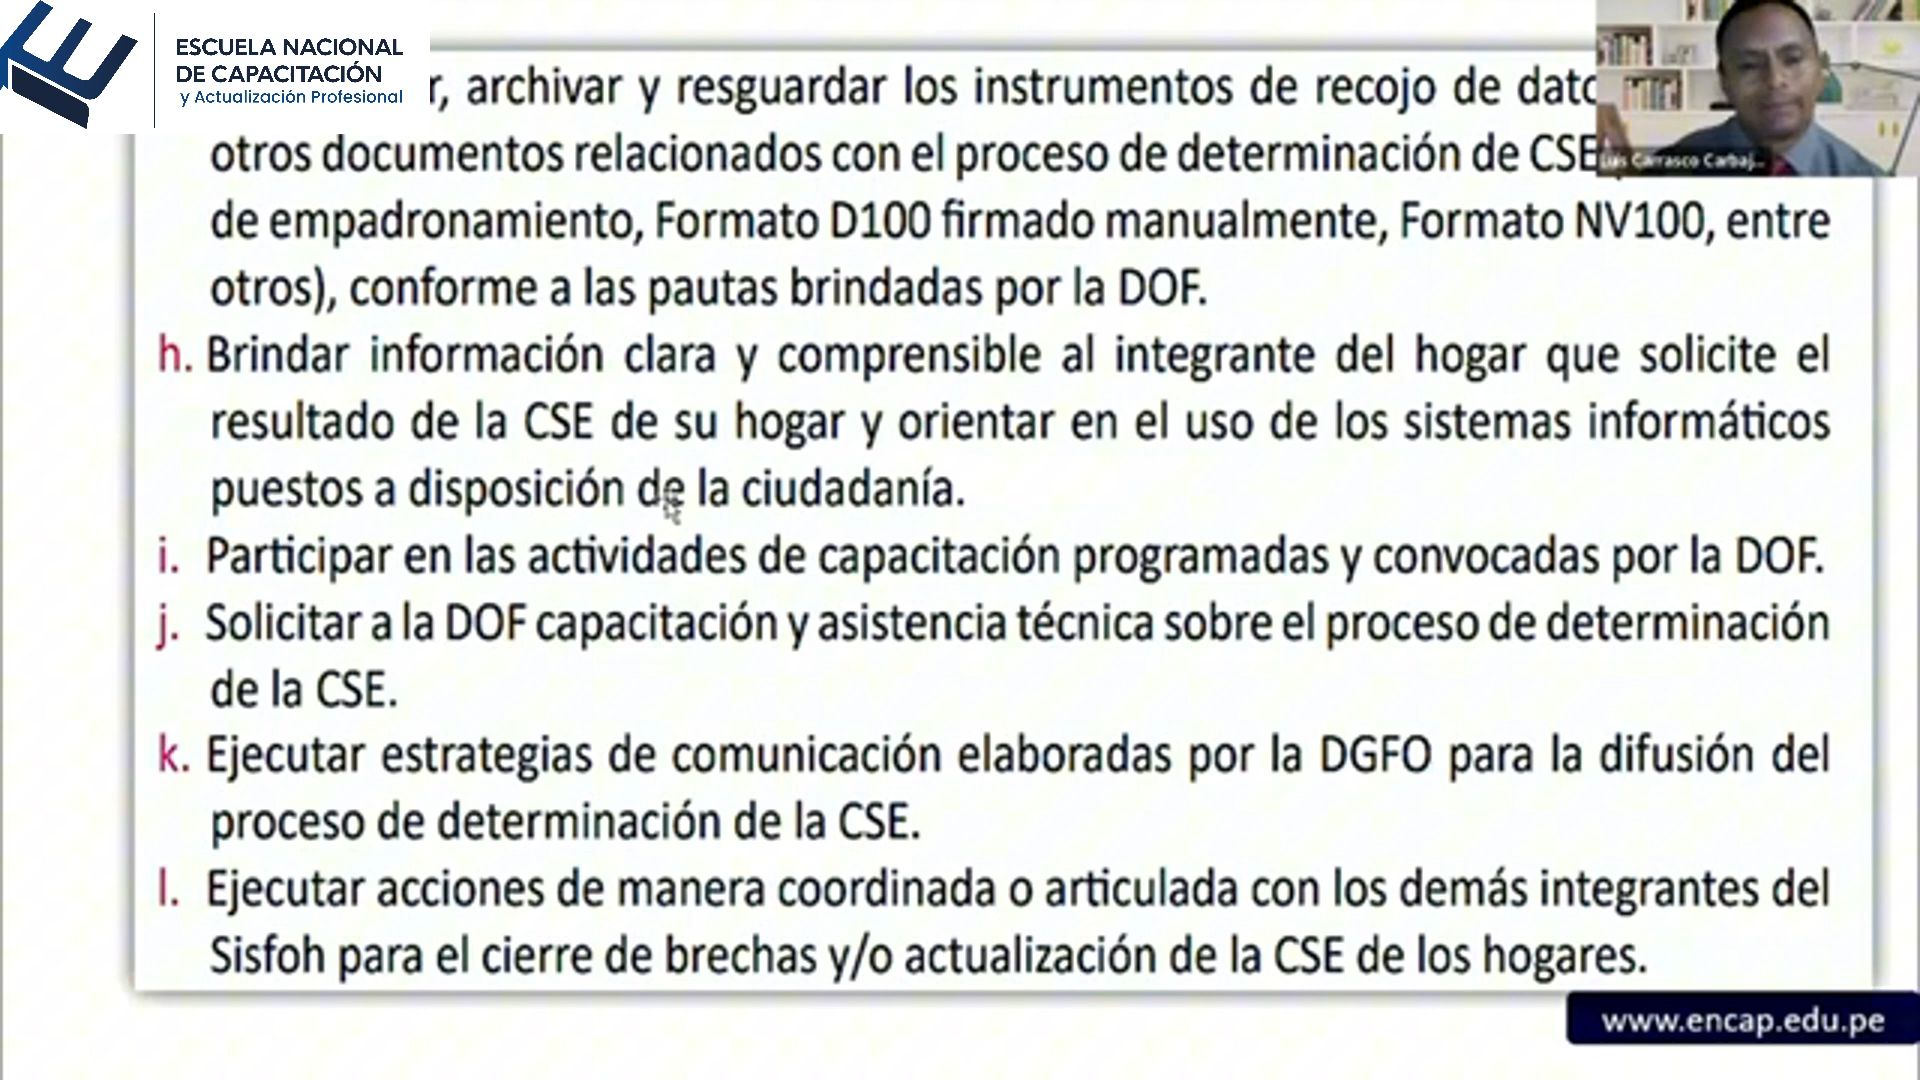 ESCUELA NACIONAL
DE CAPACITACIÓN
y Actualización Profesional
archivar y resguardar los instrumentos de recojo de
otros documentos relacionados con el proceso de determinación de CSE
de empadronamiento, Formato D100 firmado manualmente, Formato NV100, entre
otros), conforme a las pautas brindadas por la DOF.
h. Brindar información clara y comprensible al integrante del hogar que solicite el
resultado de la CSE de su hogar y orientar en el uso de los sistemas informáticos
puestos a disposición de la ciudadanía.
i. Participar en las actividades de capacitación programadas y convocadas por la DOF.
j. Solicitar a la DOF capacitación y asistencia técnica sobre el proceso de determinación
de la CSE.
k. Ejecutar estrategias de comunicación elaboradas por la DGFO para la difusión del
proceso de determinación de la CSE.
l. Ejecutar acciones de manera coordinada o articulada con los demás integrantes del
Sisfoh para el cierre de brechas y/o actualización de la CSE de los hogares.
Luis Carrasco Carbaj...
www.encap.edu.pe